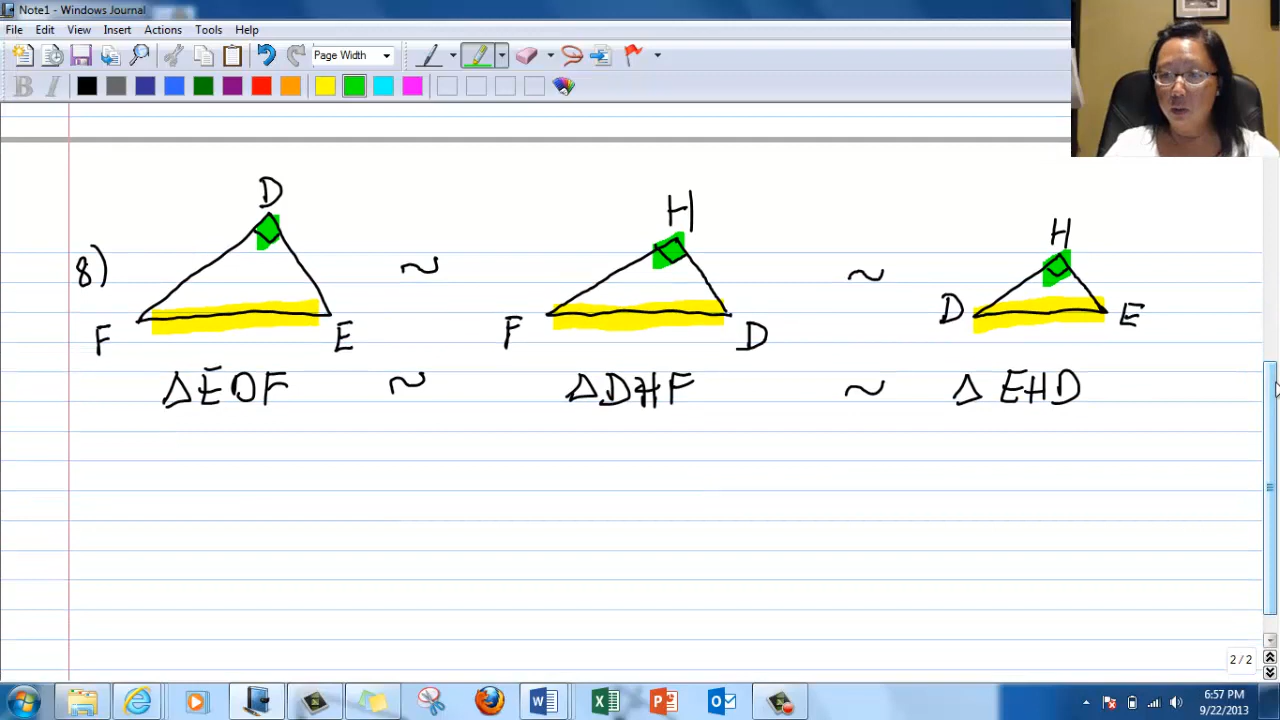 Note1 - Windows Journal
File Edit View Insert Actions Tools Help
Page Width
B I
D H H
8) ~ ~
F E F D D E
ΔEDF ~ ΔDHF ~ ΔEHD
2 / 2
6:57 PM
9/22/2013